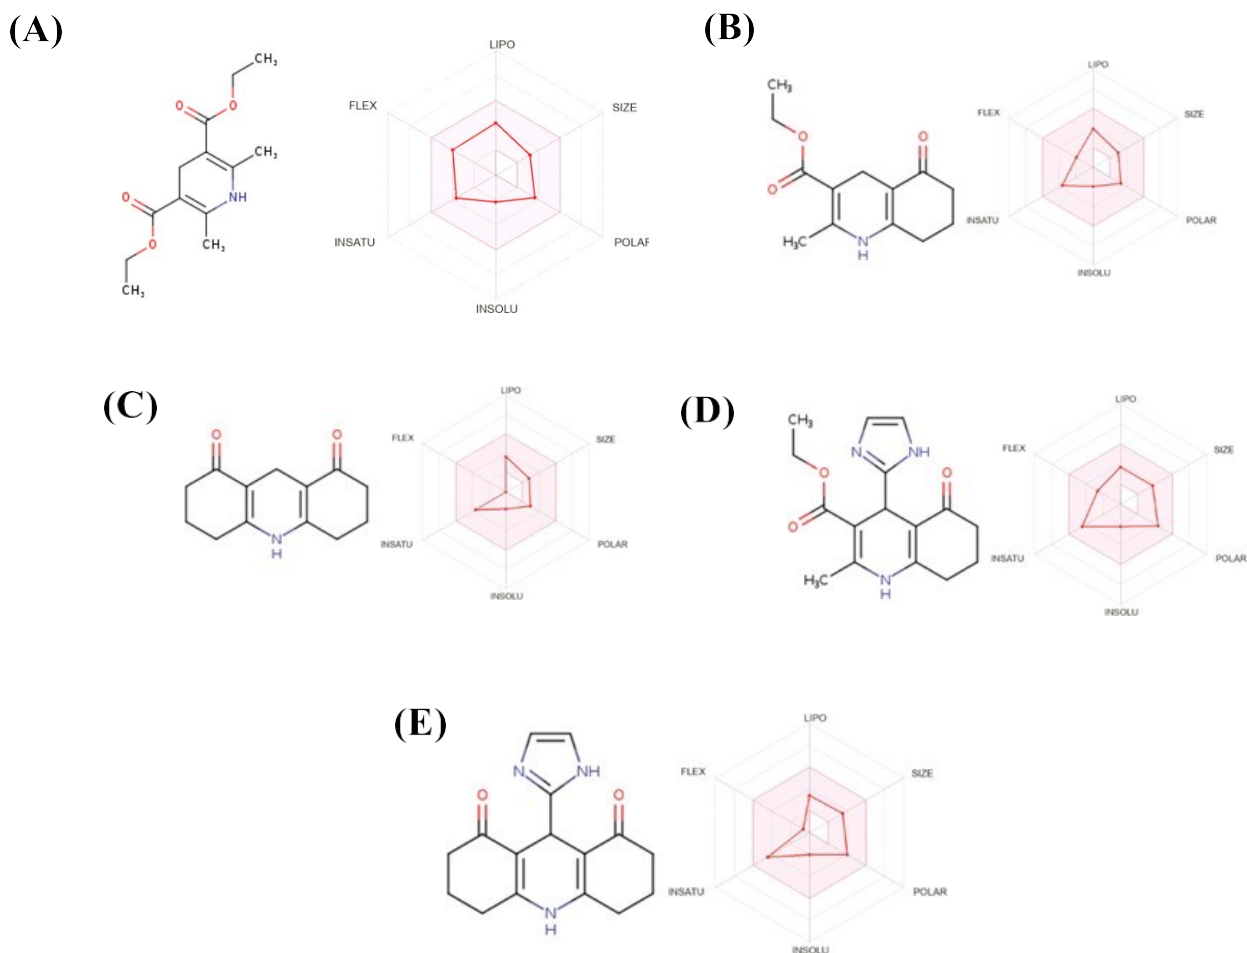 (A)
CH₃
O
O
CH₃
NH
O
O
CH₃
CH₃
LIPO
FLEX
SIZE
INSATU
POLAR
INSOLU
(B)
CH₃
O
O
O
H₃C
N
H
LIPO
FLEX
SIZE
INSATU
POLAR
INSOLU
(C)
O
O
N
H
LIPO
FLEX
SIZE
INSATU
POLAR
INSOLU
(D)
CH₃
N
NH
O
O
O
H₃C
N
H
LIPO
FLEX
SIZE
INSATU
POLAR
INSOLU
(E)
N
NH
O
O
N
H
LIPO
FLEX
SIZE
INSATU
POLAR
INSOLU